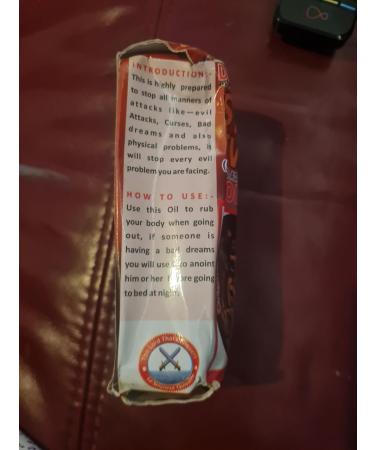 INTRODUCTION:-
This is highly prepared
to stop all manners of
attacks like—evil
Attacks, Curses, Bad
dreams and also
physical problems, it
will stop every evil
problem you are facing.
HOW TO USE:-
Use this Oil to rub
your body when going
out, if someone is
having a bad dreams
you will use to anoint
him or her going
to bed at night